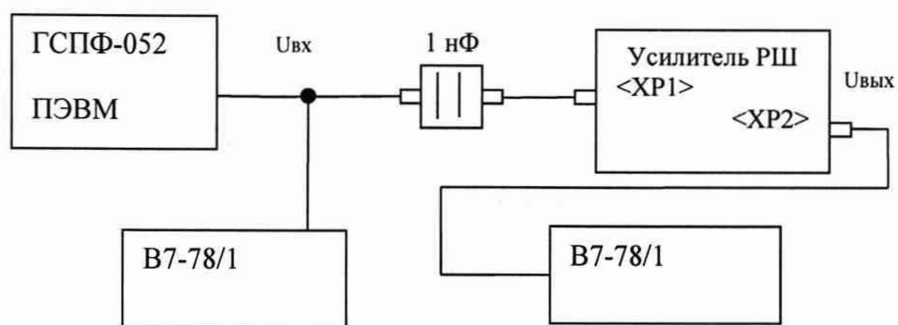 ГСПФ-052
ПЭВМ
Uвх
1 нФ
Усилитель РШ
<XP1>
<XP2>
Uвых
В7-78/1
В7-78/1